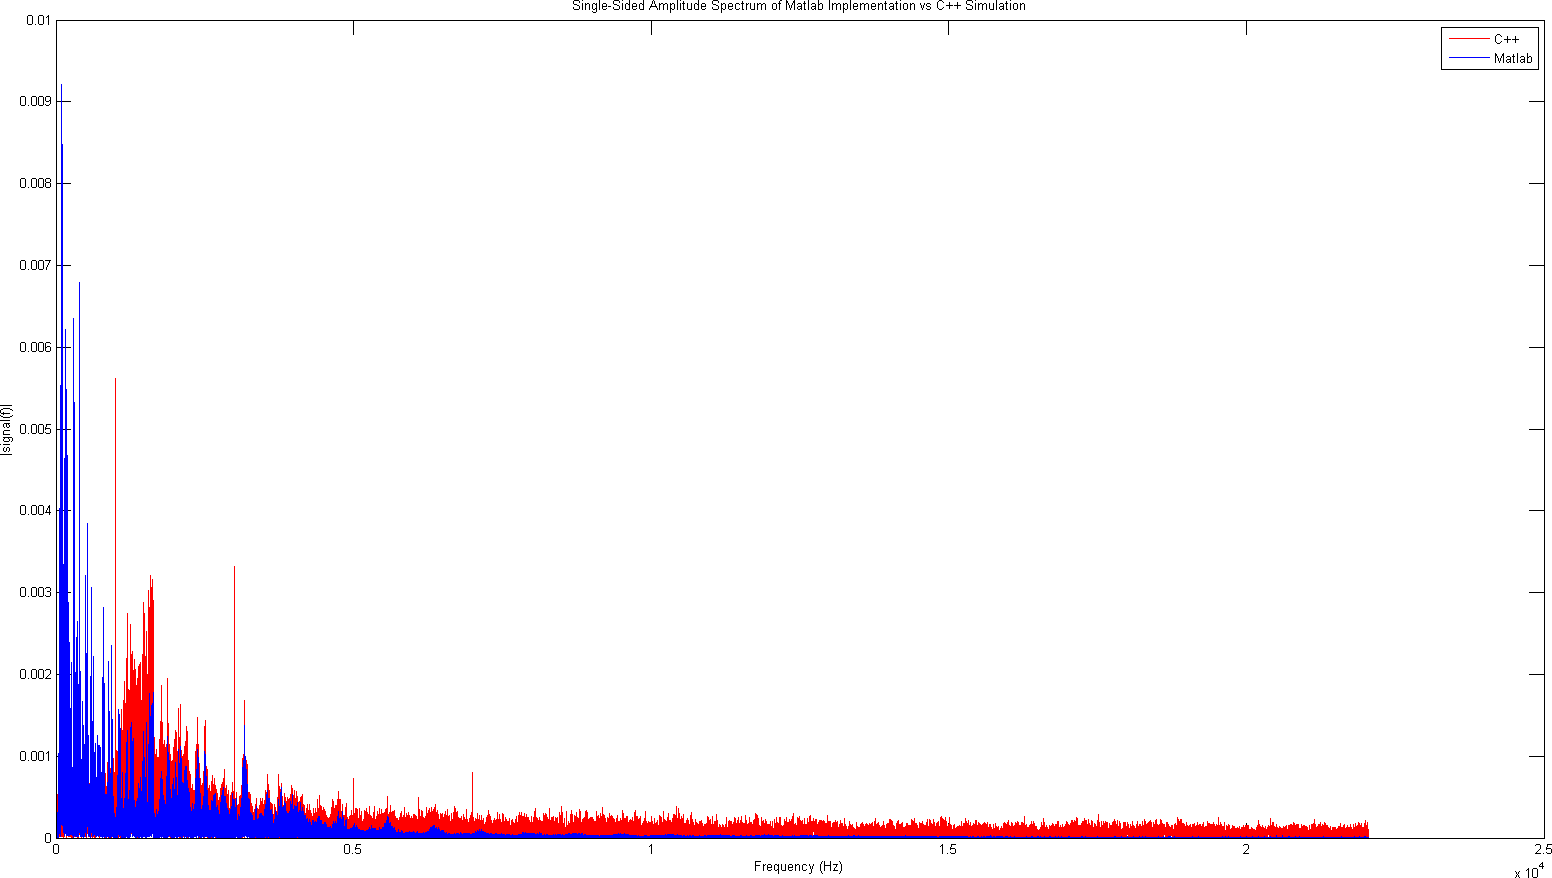 Single-Sided Amplitude Spectrum of Matlab Implementation vs C++ Simulation
C++
Matlab
0.01
0.009
0.008
0.007
0.006
0.005
0.004
0.003
0.002
0.001
0
|signal(f)|
0 0.5 1 1.5 2 2.5
Frequency (Hz)
x 10^4